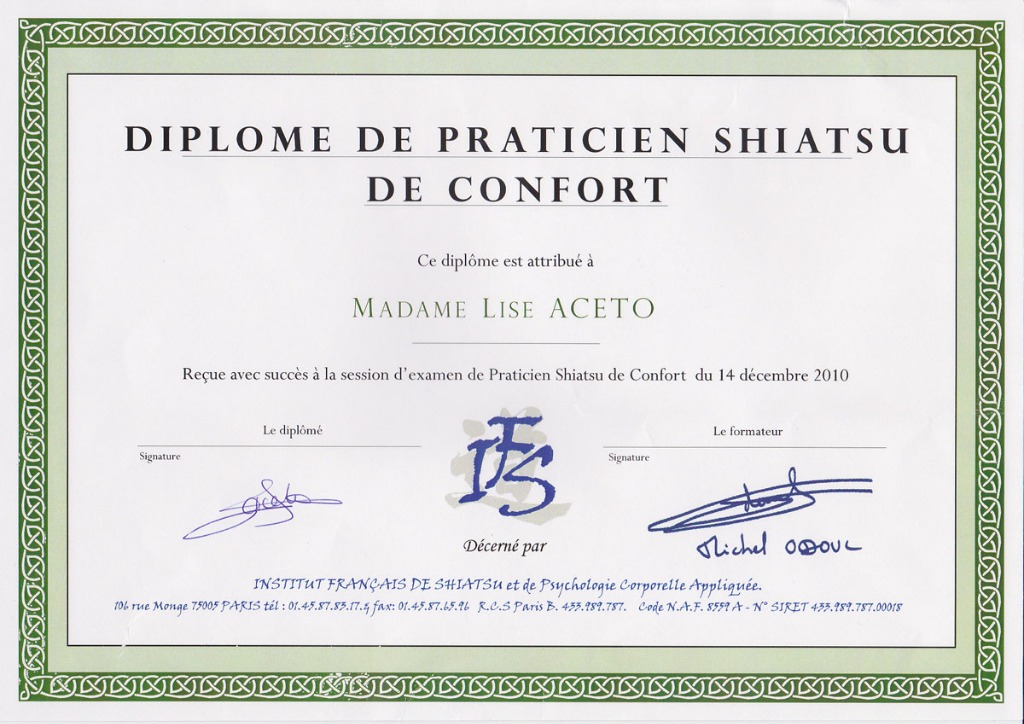 DIPLOME DE PRATICIEN SHIATSU
DE CONFORT
Ce diplôme est attribué à
MADAME LISE ACETO
Reçue avec succès à la session d'examen de Praticien Shiatsu de Confort du 14 décembre 2010
Le diplômé
Signature
Aceto
IFS
Le formateur
Signature
Michel ODOUL
Décerné par
INSTITUT FRANÇAIS DE SHIATSU et de Psychologie Corporelle Appliquée.
106 rue Monge 75005 PARIS tél : 01.45.87.83.17. fax: 01.45.87.65.96 R.C.S Paris B. 433.989.787. Code N.A.F. 8559 A - N° SIRET 433.989.787.00018